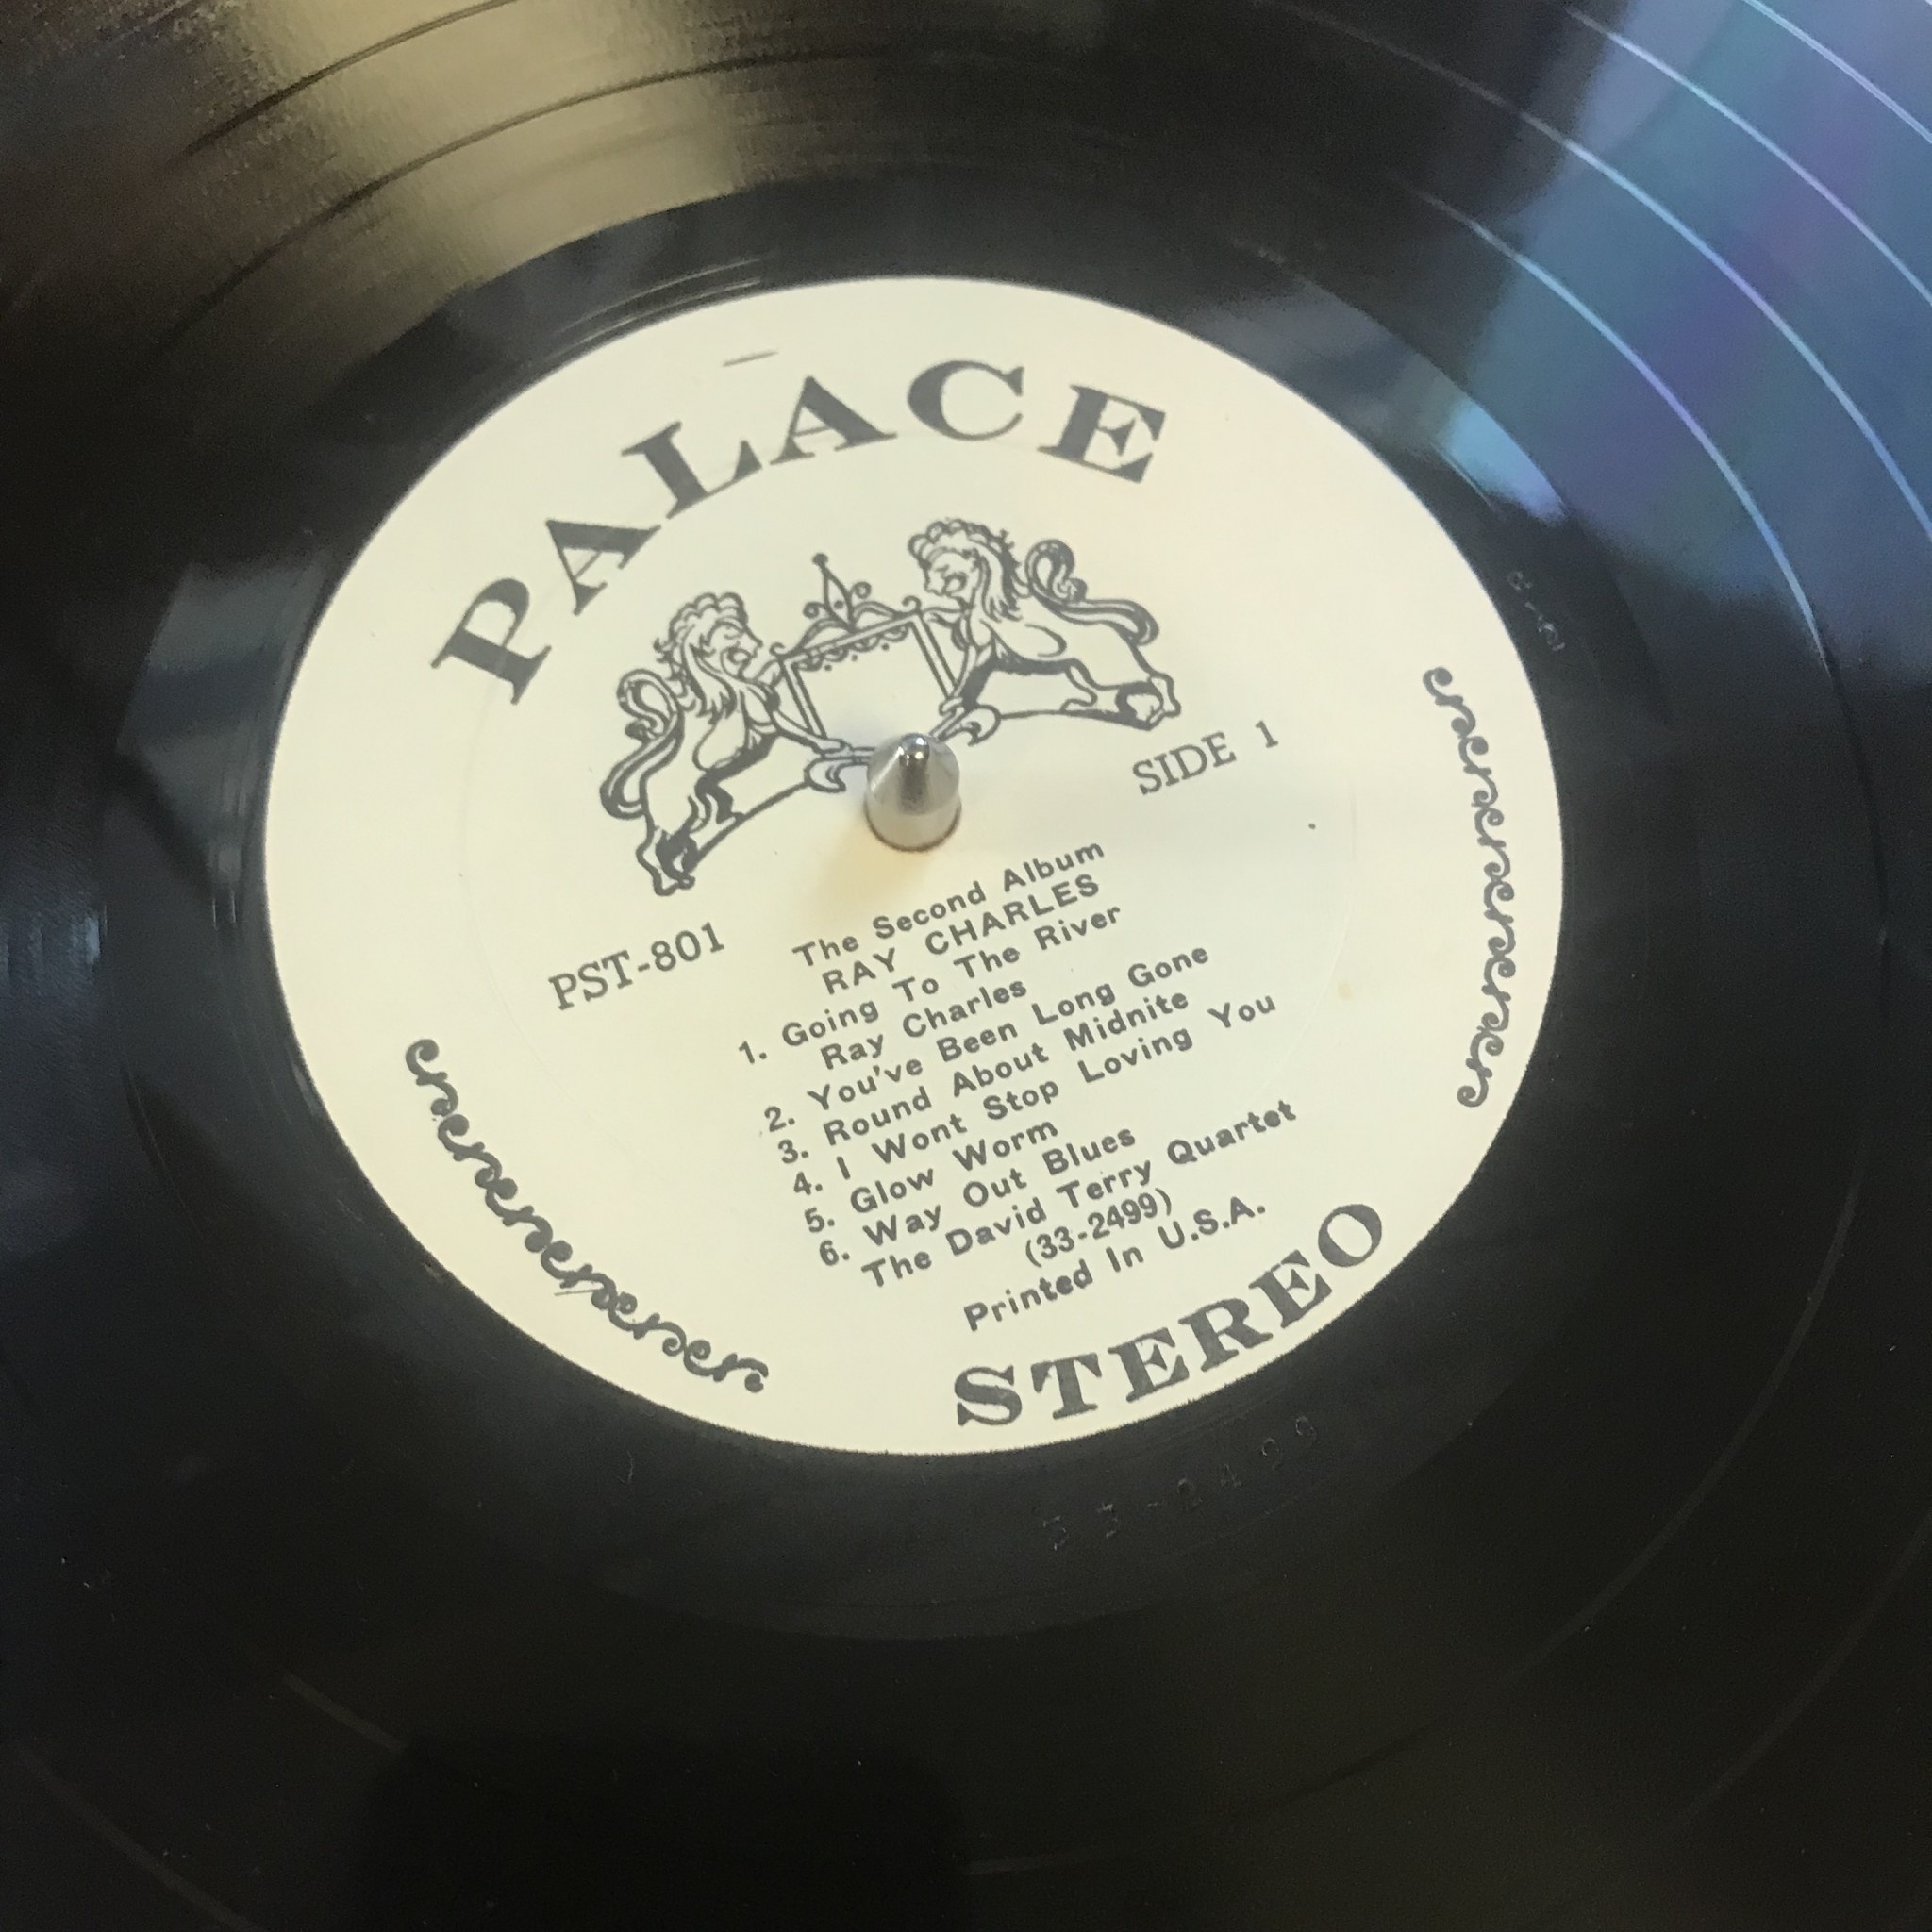 PALACE
SIDE 1
PST-801
The Second Album
RAY CHARLES
1. Going To The River
Ray Charles
2. You've Been Long Gone
3. Round About Midnite
4. I Wont Stop Loving You
5. Glow Worm
6. Way Out Blues
The David Terry Quartet
(33-2499)
Printed In U.S.A.
STEREO
33-2499